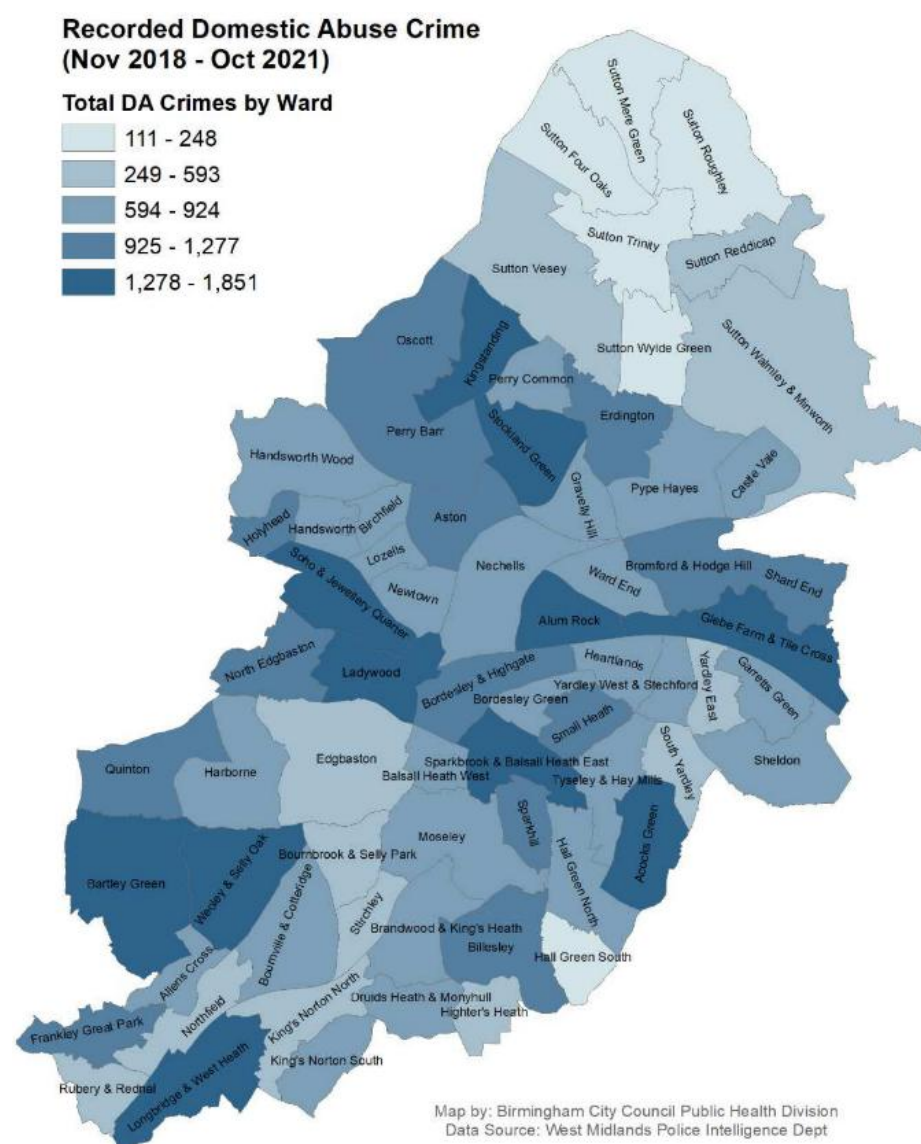 Recorded Domestic Abuse Crime
(Nov 2018 - Oct 2021)
Total DA Crimes by Ward
111 - 248
249 - 593
594 - 924
925 - 1,277
1,278 - 1,851
Sutton Mere Green
Sutton Roughley
Sutton Four Oaks
Sutton Trinity
Sutton Reddicap
Sutton Vesey
Sutton Wylde Green
Sutton Walmley & Minworth
Oscott
Kingstanding
Perry Common
Erdington
Perry Barr
Stockland Green
Handsworth Wood
Pype Hayes
Castle Vale
Gravelly Hill
Birchfield
Aston
Holyhead
Handsworth
Lozells
Nechells
Ward End
Bromford & Hodge Hill
Shard End
Newtown
Soho & Jewellery Quarter
Alum Rock
Glebe Farm & Tile Cross
North Edgbaston
Ladywood
Bordesley & Highgate
Heartlands
Bordesley Green
Yardley West & Stechford
Yardley East
Garretts Green
Small Heath
South Yardley
Sheldon
Quinton
Harborne
Edgbaston
Sparkbrook & Balsall Heath East
Balsall Heath West
Tyseley & Hay Mills
Sparkhill
Moseley
Hall Green North
Acocks Green
Bartley Green
Weoley & Selly Oak
Bournbrook & Selly Park
Bournville & Cotteridge
Stirchley
Brandwood & King's Heath
Billesley
Hall Green South
Allens Cross
Northfield
King's Norton North
Druids Heath & Monyhull
Highter's Heath
Frankley Great Park
King's Norton South
Rubery & Rednal
Longbridge & West Heath
Map by: Birmingham City Council Public Health Division
Data Source: West Midlands Police Intelligence Dept